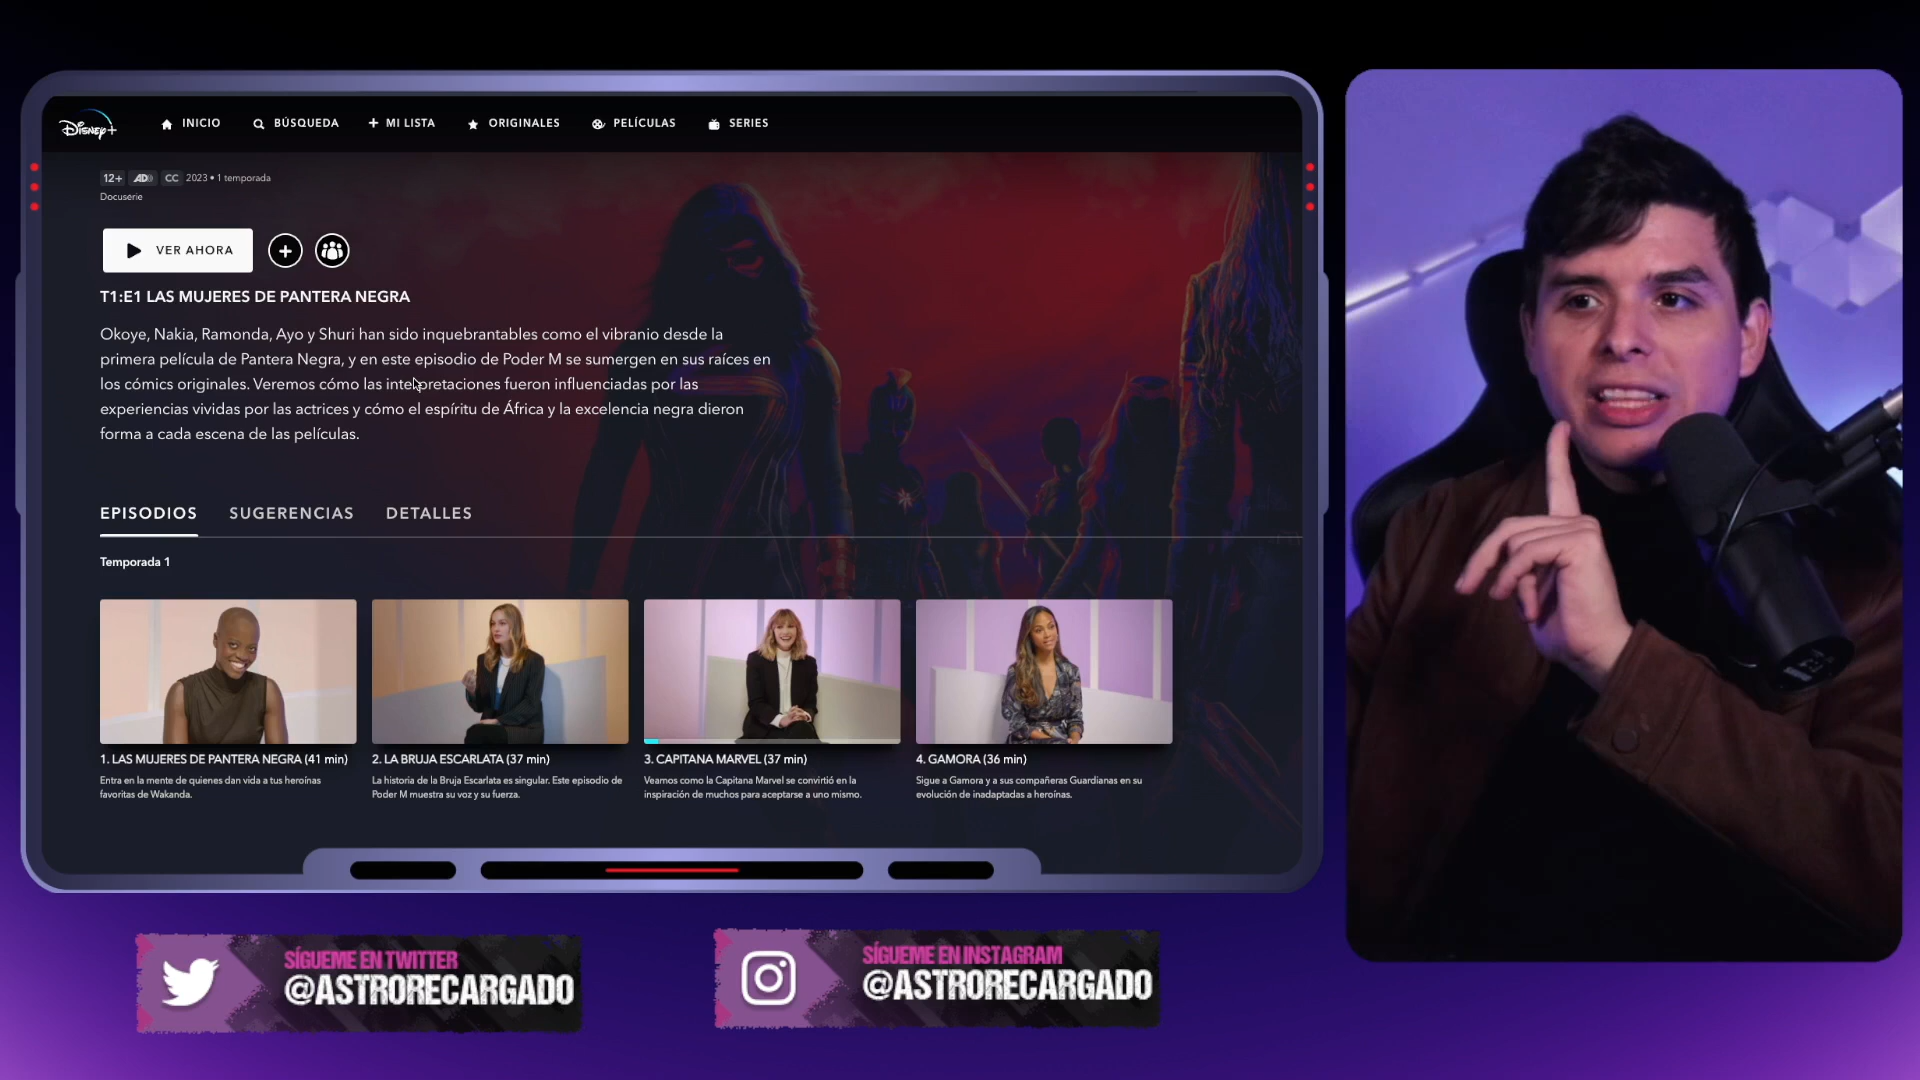 Disney+
INICIO
BÚSQUEDA
MI LISTA
ORIGINALES
PELÍCULAS
SERIES
12+ AD CC 2023 • 1 temporada
Docuserie
VER AHORA
T1:E1 LAS MUJERES DE PANTERA NEGRA
Okoye, Nakia, Ramonda, Ayo y Shuri han sido inquebrantables como el vibranio desde la
primera película de Pantera Negra, y en este episodio de Poder M se sumergen en sus raíces en
los cómics originales. Veremos cómo las interpretaciones fueron influenciadas por las
experiencias vividas por las actrices y cómo el espíritu de África y la excelencia negra dieron
forma a cada escena de las películas.
EPISODIOS
SUGERENCIAS
DETALLES
Temporada 1
1. LAS MUJERES DE PANTERA NEGRA (41 min)
Entra en la mente de quienes dan vida a tus heroínas
favoritas de Wakanda.
2. LA BRUJA ESCARLATA (37 min)
La historia de la Bruja Escarlata es singular. Este episodio de
Poder M muestra su voz y su fuerza.
3. CAPITANA MARVEL (37 min)
Veamos como la Capitana Marvel se convirtió en la
inspiración de muchos para aceptarse a uno mismo.
4. GAMORA (36 min)
Sigue a Gamora y a sus compañeras Guardianas en su
evolución de inadaptadas a heroínas.
SÍGUEME EN TWITTER
@ASTRORECARGADO
SÍGUEME EN INSTAGRAM
@ASTRORECARGADO